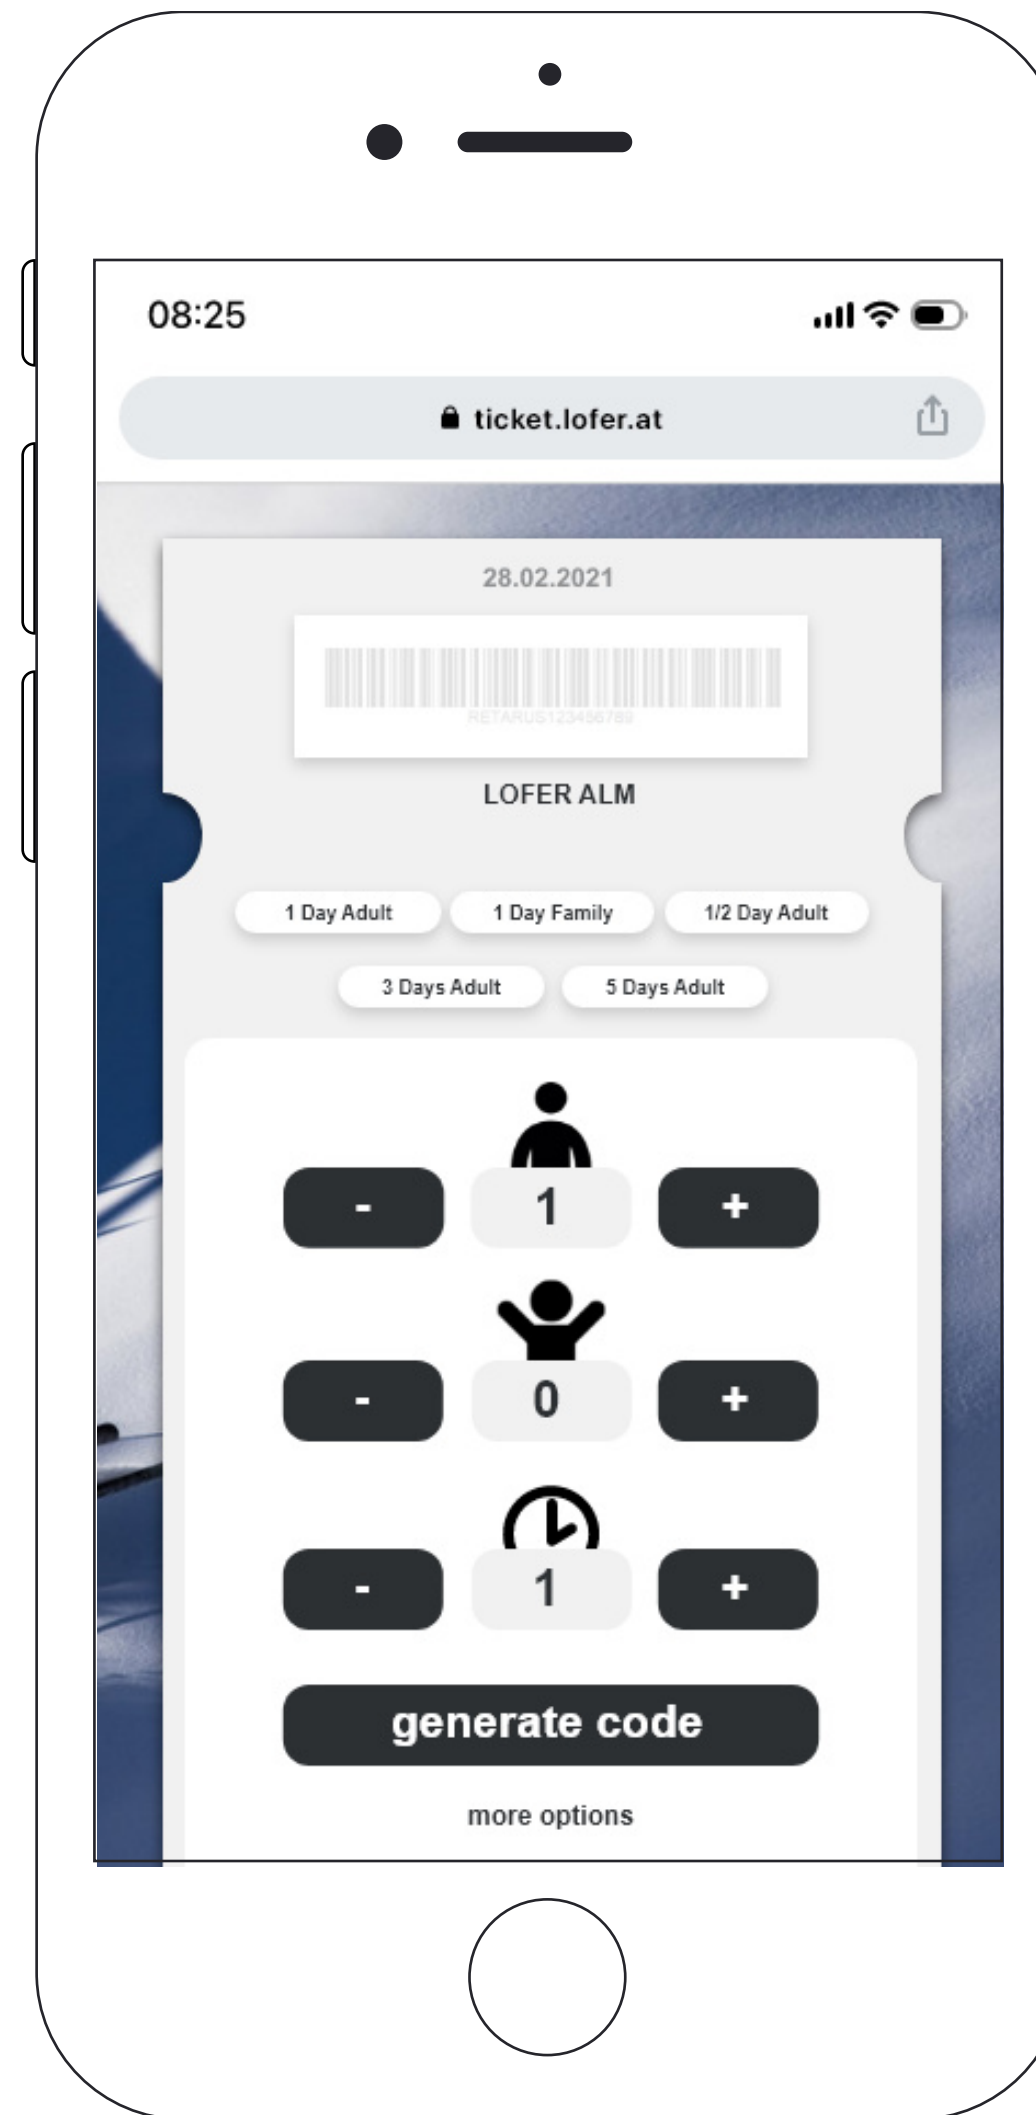 08:25
ticket.lofer.at
28.02.2021
RETARUS123456789
LOFER ALM
1 Day Adult 1 Day Family 1/2 Day Adult
3 Days Adult 5 Days Adult
- 1 +
- 0 +
- 1 +
generate code
more options